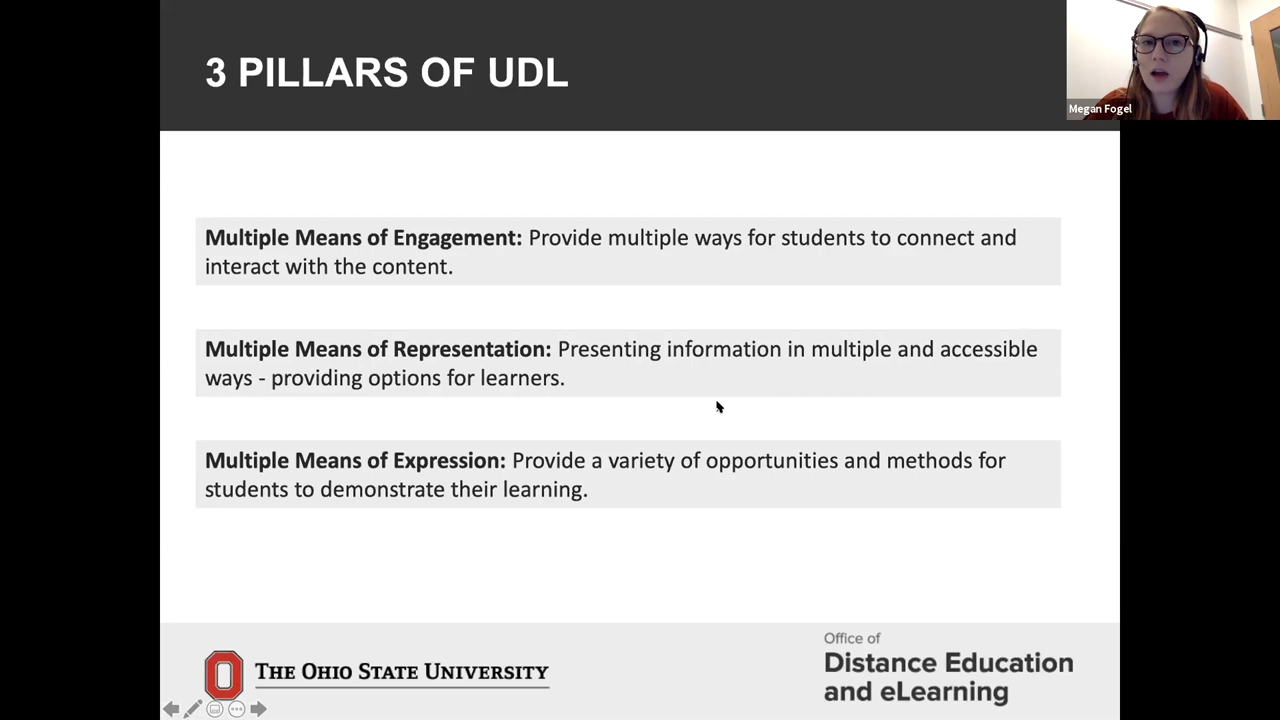 3 PILLARS OF UDL
Megan Fogel
Multiple Means of Engagement: Provide multiple ways for students to connect and
interact with the content.
Multiple Means of Representation: Presenting information in multiple and accessible
ways - providing options for learners.
Multiple Means of Expression: Provide a variety of opportunities and methods for
students to demonstrate their learning.
THE OHIO STATE UNIVERSITY
Office of
Distance Education
and eLearning